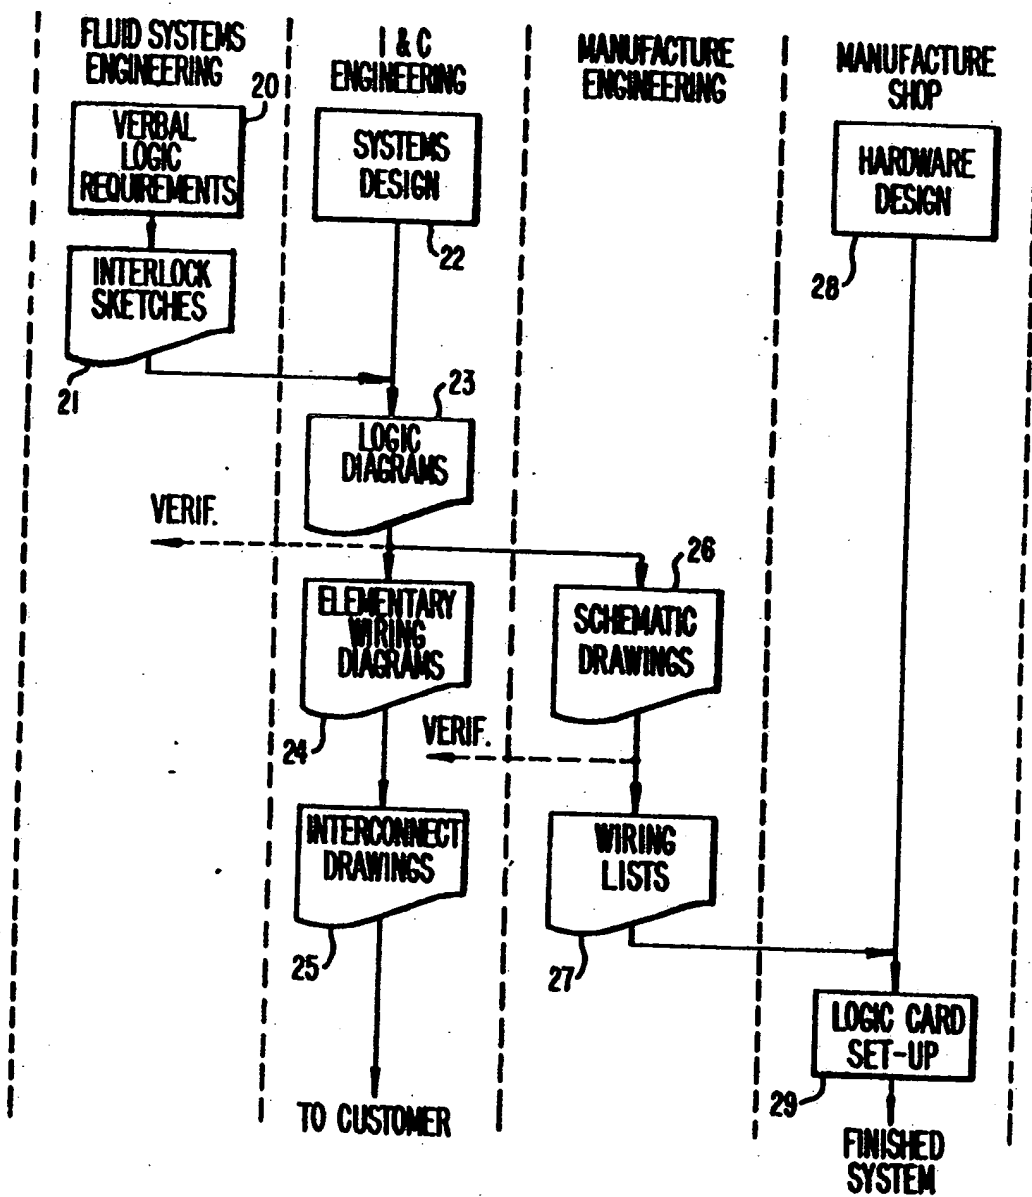 FLUID SYSTEMS
ENGINEERING
20
VERBAL
LOGIC
REQUIREMENTS
INTERLOCK
SKETCHES
21
I & C
ENGINEERING
SYSTEMS
DESIGN
22
23
LOGIC
DIAGRAMS
VERIF.
ELEMENTARY
WIRING
DIAGRAMS
24
INTERCONNECT
DRAWINGS
25
TO CUSTOMER
MANUFACTURE
ENGINEERING
26
SCHEMATIC
DRAWINGS
VERIF.
WIRING
LISTS
27
MANUFACTURE
SHOP
HARDWARE
DESIGN
28
LOGIC CARD
SET-UP
29
FINISHED
SYSTEM